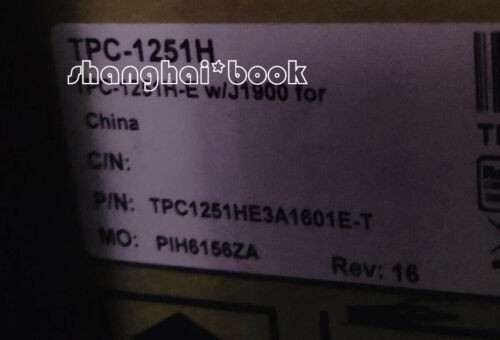 TPC-1251H
shanghai*book
TPC-1251H-E w/J1900 for
China
C/N:
P/N: TPC1251HE3A1601E-T
MO: PIH6156ZA
Rev: 16